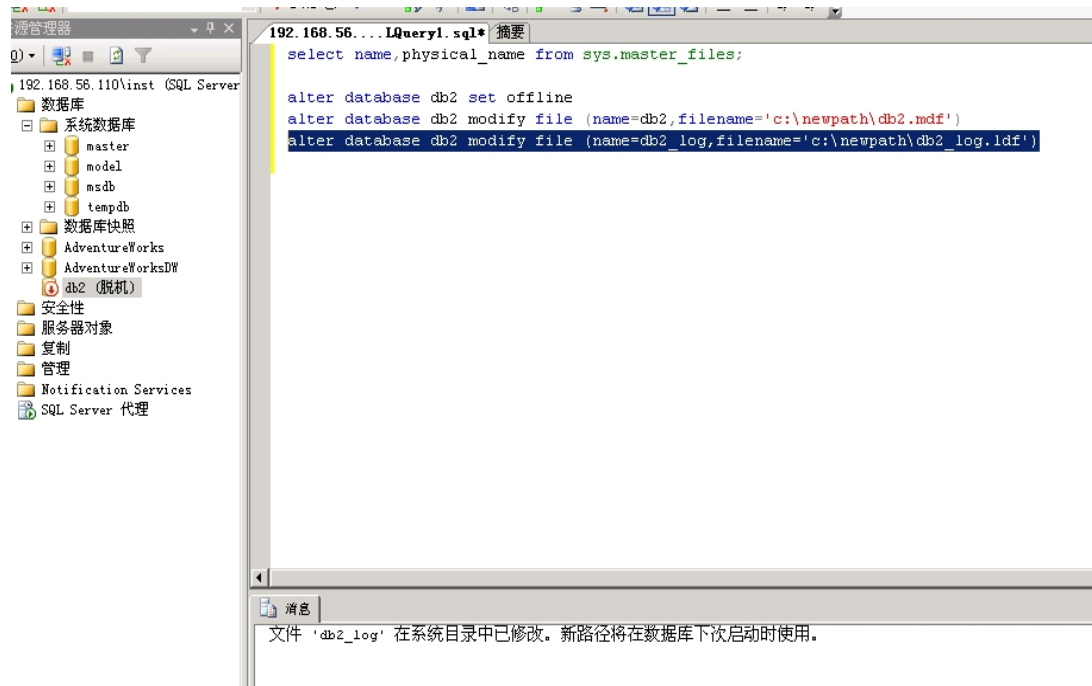 源管理器
192.168.56....LQuery1.sql* 摘要
192.168.56.110\inst (SQL Server
数据库
系统数据库
master
model
msdb
tempdb
数据库快照
AdventureWorks
AdventureWorksDW
db2 (脱机)
安全性
服务器对象
复制
管理
Notification Services
SQL Server 代理
select name,physical_name from sys.master_files;
alter database db2 set offline
alter database db2 modify file (name=db2,filename='c:\newpath\db2.mdf')
alter database db2 modify file (name=db2_log,filename='c:\newpath\db2_log.ldf')
消息
文件 'db2_log' 在系统目录中已修改。新路径将在数据库下次启动时使用。